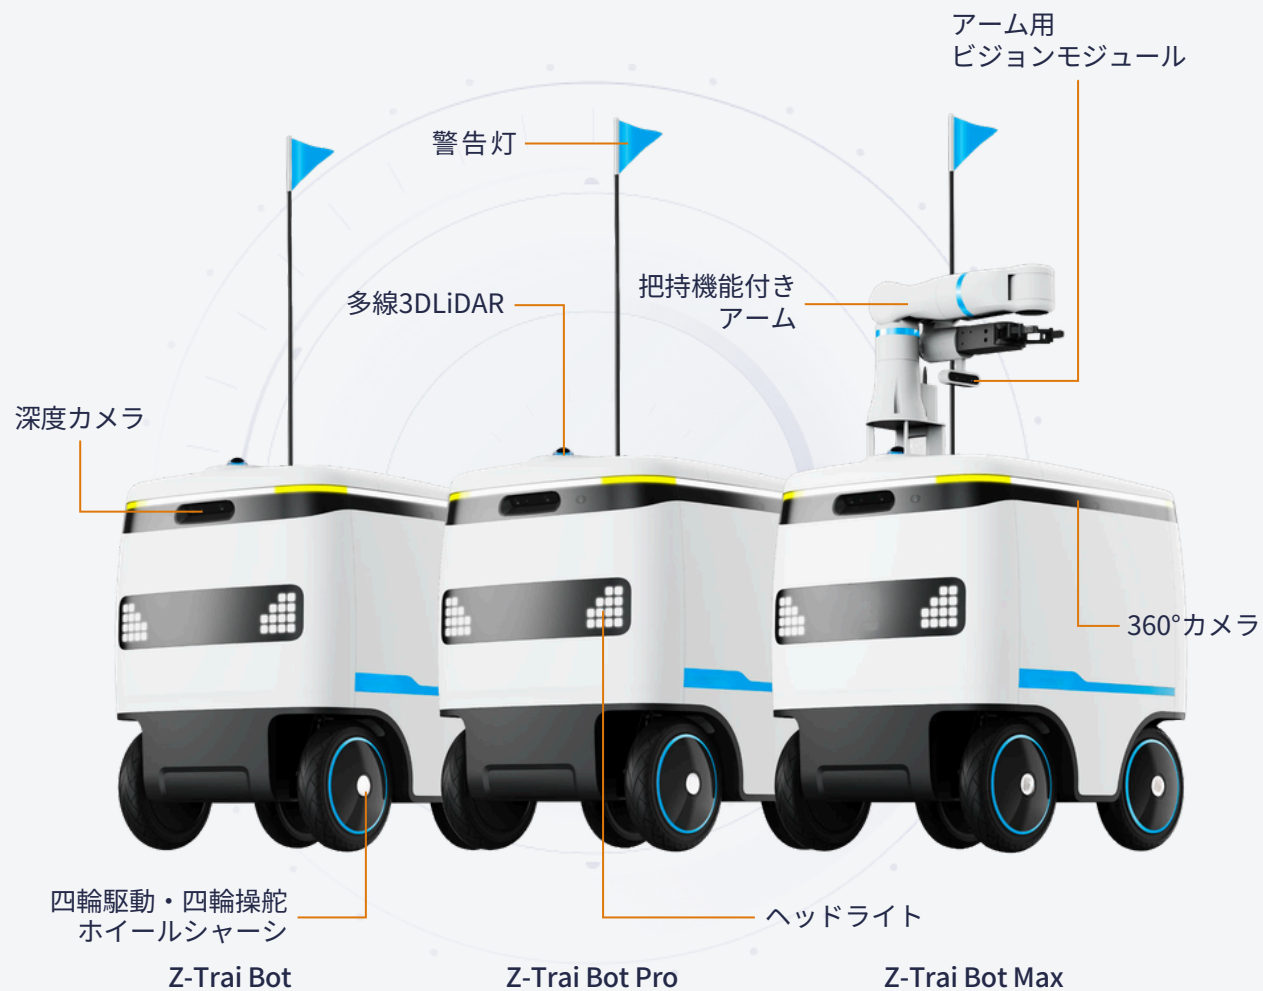 アーム用
ビジョンモジュール
警告灯
把持機能付き
アーム
多線3DLiDAR
深度カメラ
360°カメラ
四輪駆動・四輪操舵
ホイールシャーシ
ヘッドライト
Z-Trai Bot
Z-Trai Bot Pro
Z-Trai Bot Max